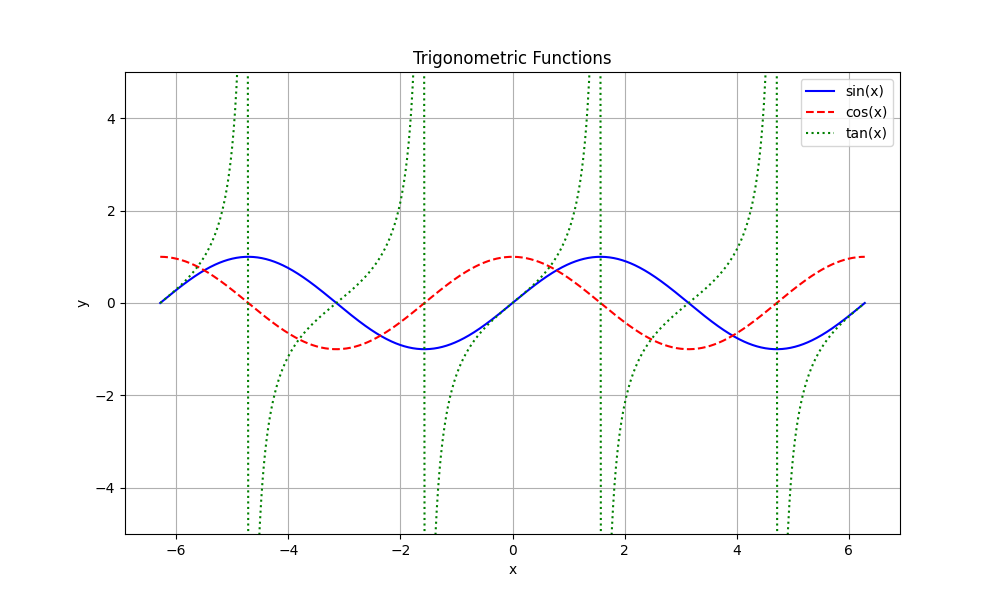 Trigonometric Functions
sin(x)
cos(x)
tan(x)
4
2
0
−2
−4
y
−6 −4 −2 0 2 4 6
x